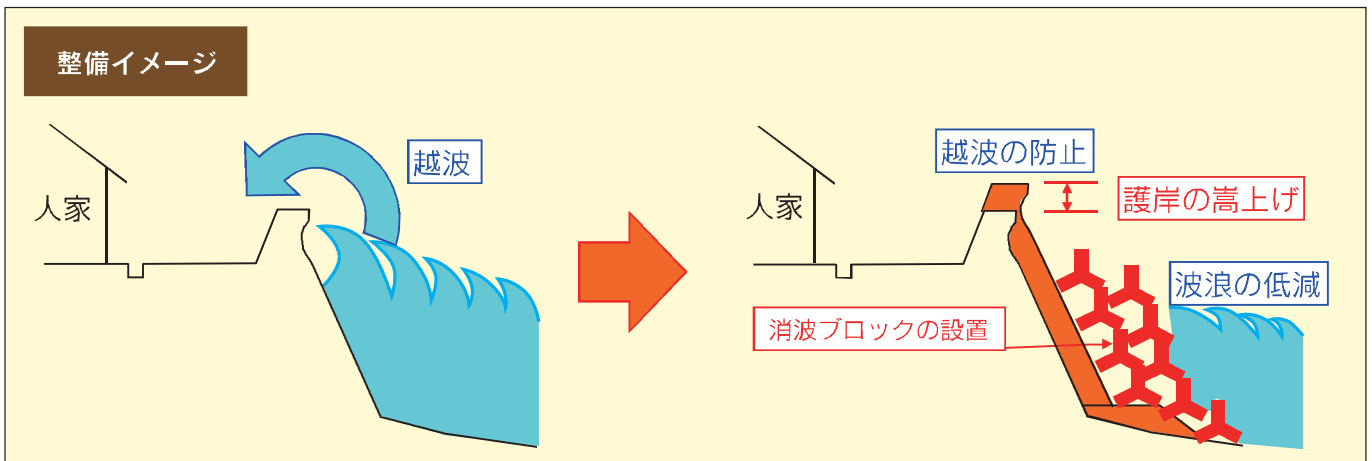 整備イメージ
越波
人家
越波の防止
護岸の嵩上げ
人家
波浪の低減
消波ブロックの設置